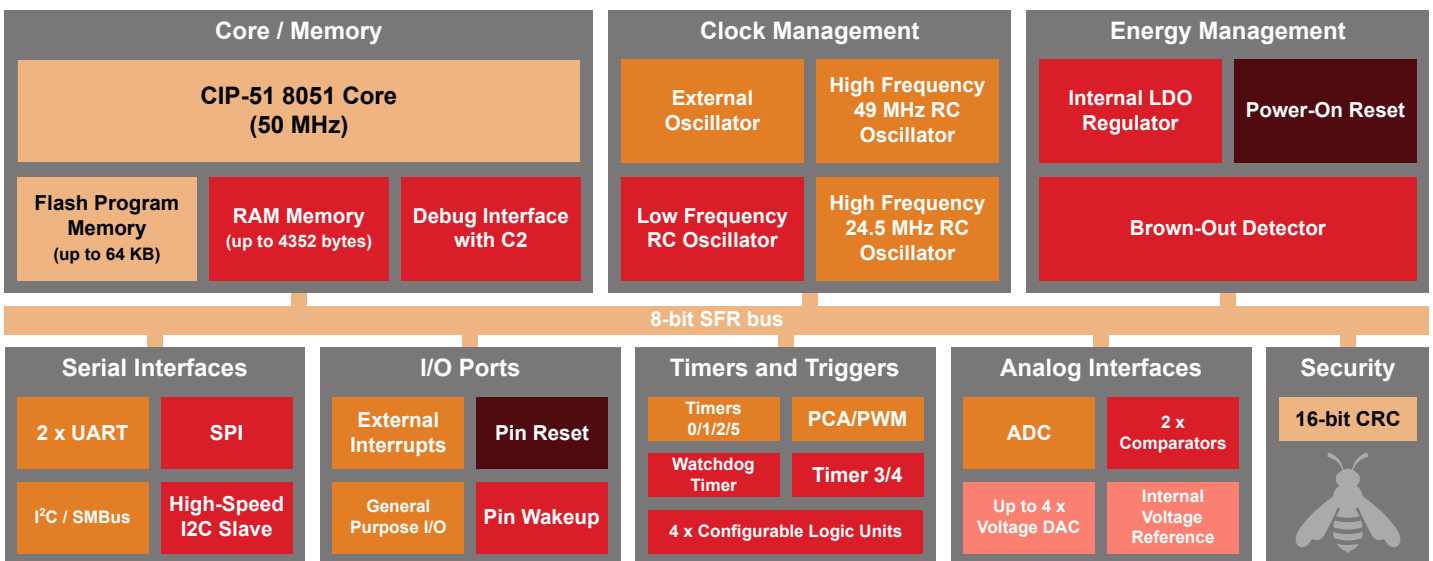 Core / Memory
CIP-51 8051 Core
(50 MHz)
Flash Program
Memory
(up to 64 KB)
RAM Memory
(up to 4352 bytes)
Debug Interface
with C2
Clock Management
External
Oscillator
High Frequency
49 MHz RC
Oscillator
Low Frequency
RC Oscillator
High Frequency
24.5 MHz RC
Oscillator
Energy Management
Internal LDO
Regulator
Power-On Reset
Brown-Out Detector
8-bit SFR bus
Serial Interfaces
2 x UART
SPI
I²C / SMBus
High-Speed
I2C Slave
I/O Ports
External
Interrupts
Pin Reset
General
Purpose I/O
Pin Wakeup
Timers and Triggers
Timers
0/1/2/5
PCA/PWM
Watchdog
Timer
Timer 3/4
4 x Configurable Logic Units
Analog Interfaces
ADC
2 x
Comparators
Up to 4 x
Voltage DAC
Internal
Voltage
Reference
Security
16-bit CRC